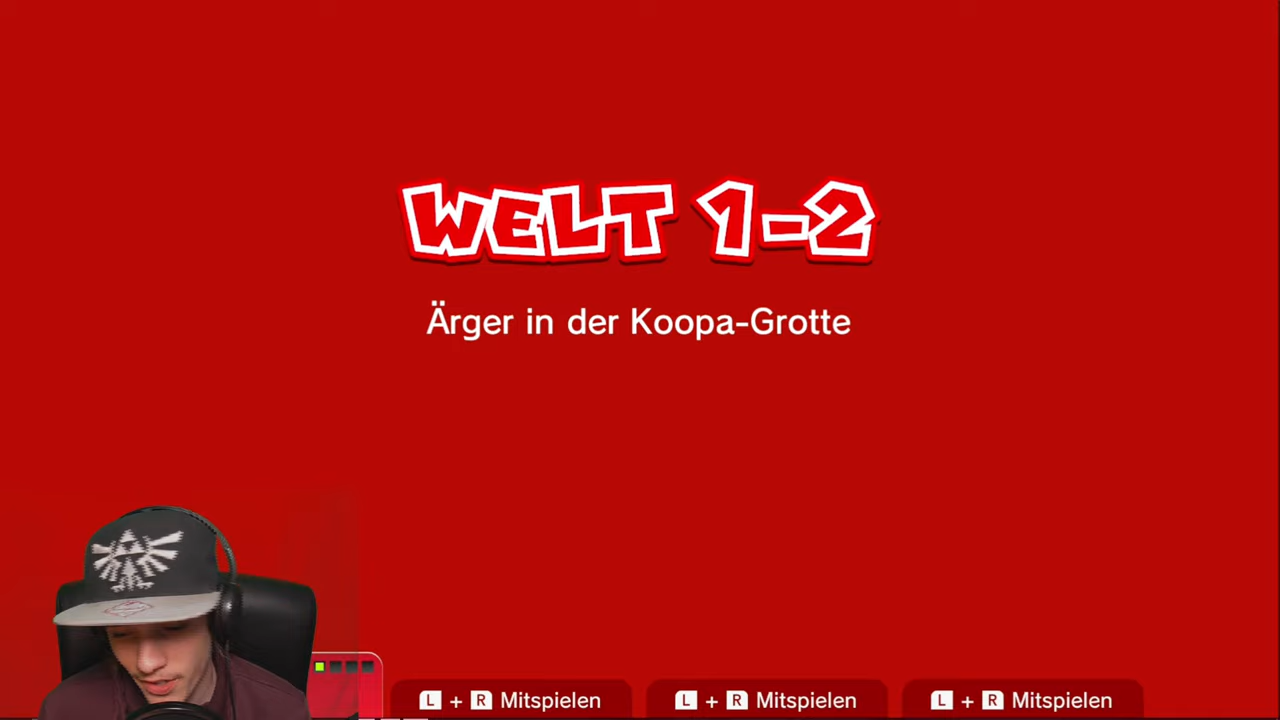 WELT 1-2
Ärger in der Koopa-Grotte
L + R Mitspielen L + R Mitspielen L + R Mitspielen